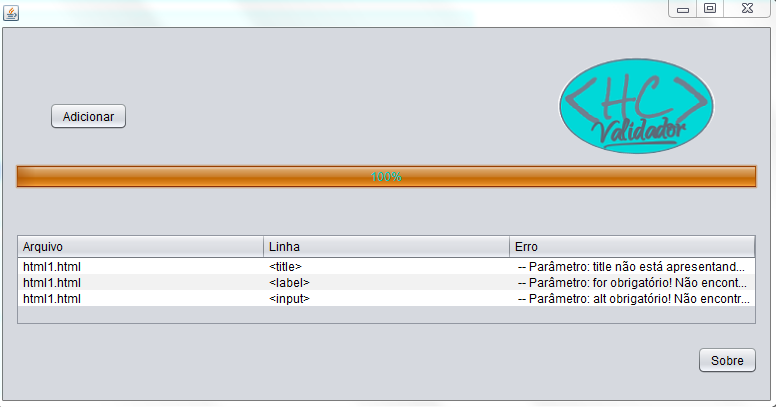 <HC>
Validador
Adicionar
100%
Arquivo Linha Erro
html1.html <title> -- Parâmetro: title não está apresentand...
html1.html <label> -- Parâmetro: for obrigatório! Não encont...
html1.html <input> -- Parâmetro: alt obrigatório! Não encontr...
Sobre